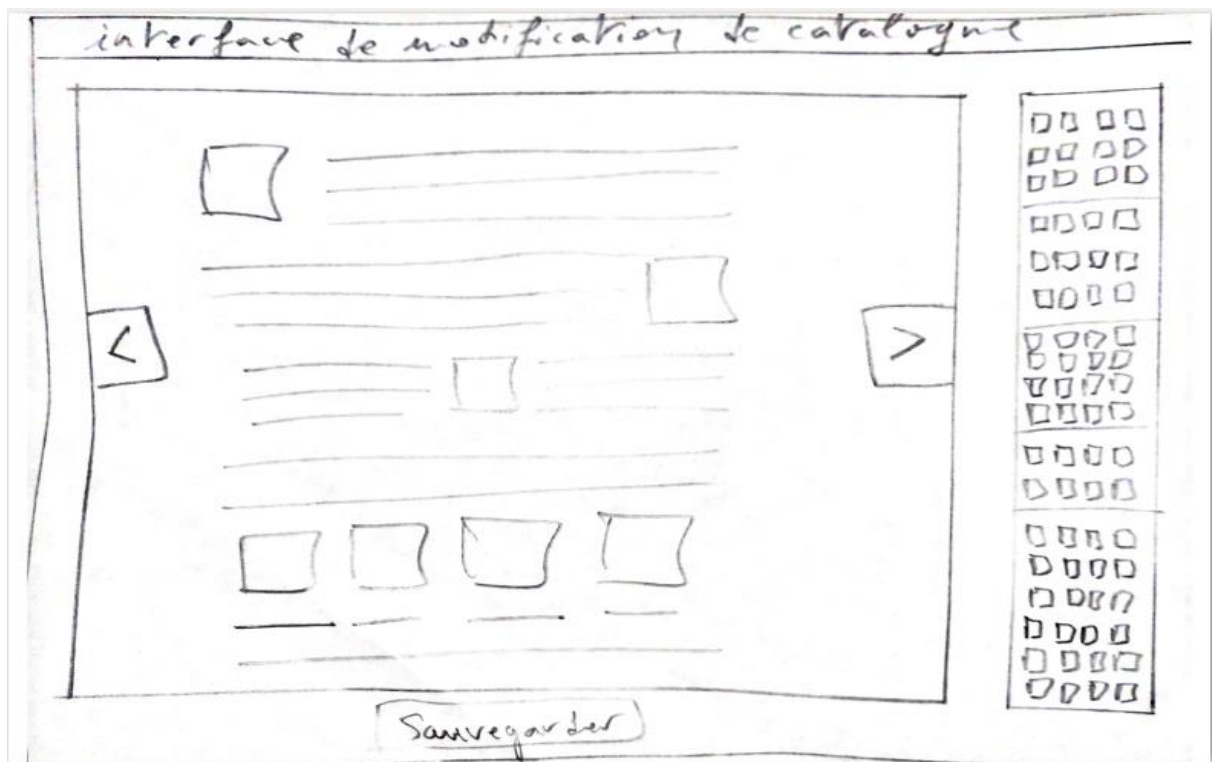 interface de modification de catalogue
<
>
Sauvegarder